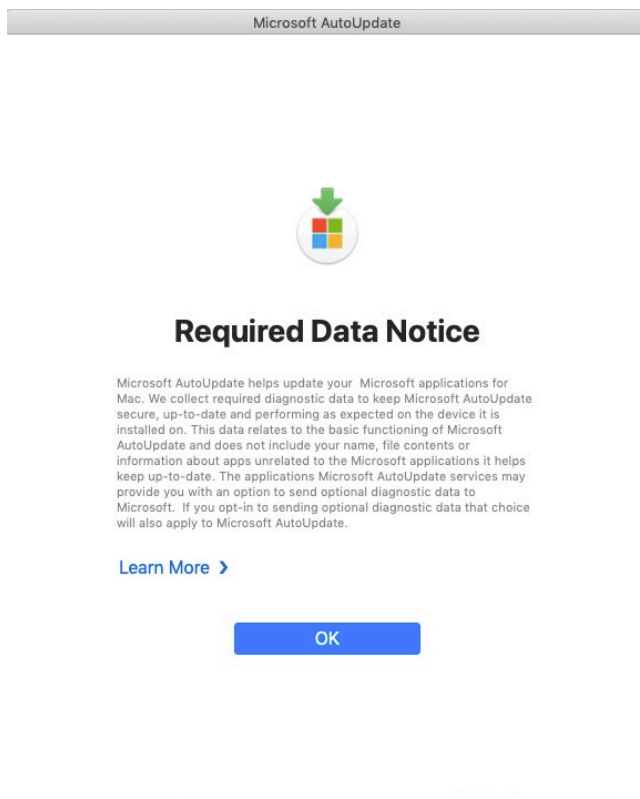 Microsoft AutoUpdate
Required Data Notice
Microsoft AutoUpdate helps update your  Microsoft applications for
Mac. We collect required diagnostic data to keep Microsoft AutoUpdate
secure, up-to-date and performing as expected on the device it is
installed on. This data relates to the basic functioning of Microsoft
AutoUpdate and does not include your name, file contents or
information about apps unrelated to the Microsoft applications it helps
keep up-to-date. The applications Microsoft AutoUpdate services may
provide you with an option to send optional diagnostic data to
Microsoft.  If you opt-in to sending optional diagnostic data that choice
will also apply to Microsoft AutoUpdate.
Learn More ❯
OK